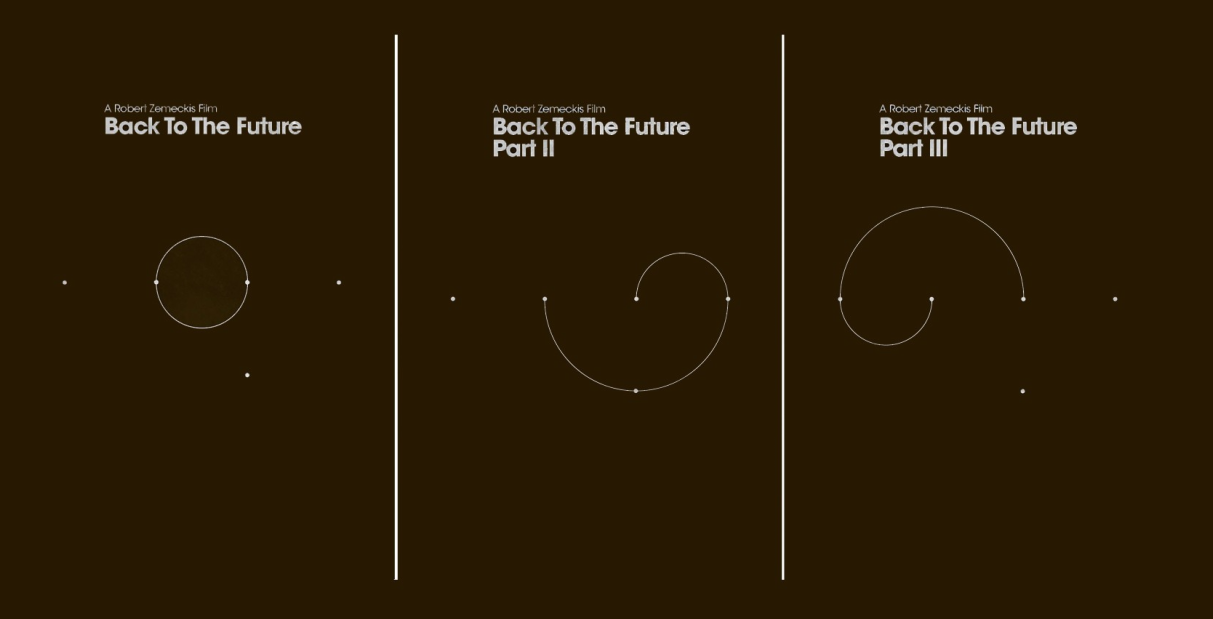 A Robert Zemeckis Film
Back To The Future
A Robert Zemeckis Film
Back To The Future
Part II
A Robert Zemeckis Film
Back To The Future
Part III